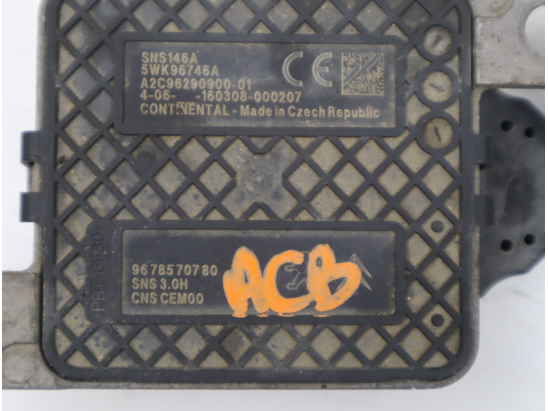 SNS146A
5WK96746A
A2C96290900-01
4-06- -160308-000207
CONTINENTAL - Made in Czech Republic
CE
9678570780
SNS 3.0H
CNS CEM00
ACB